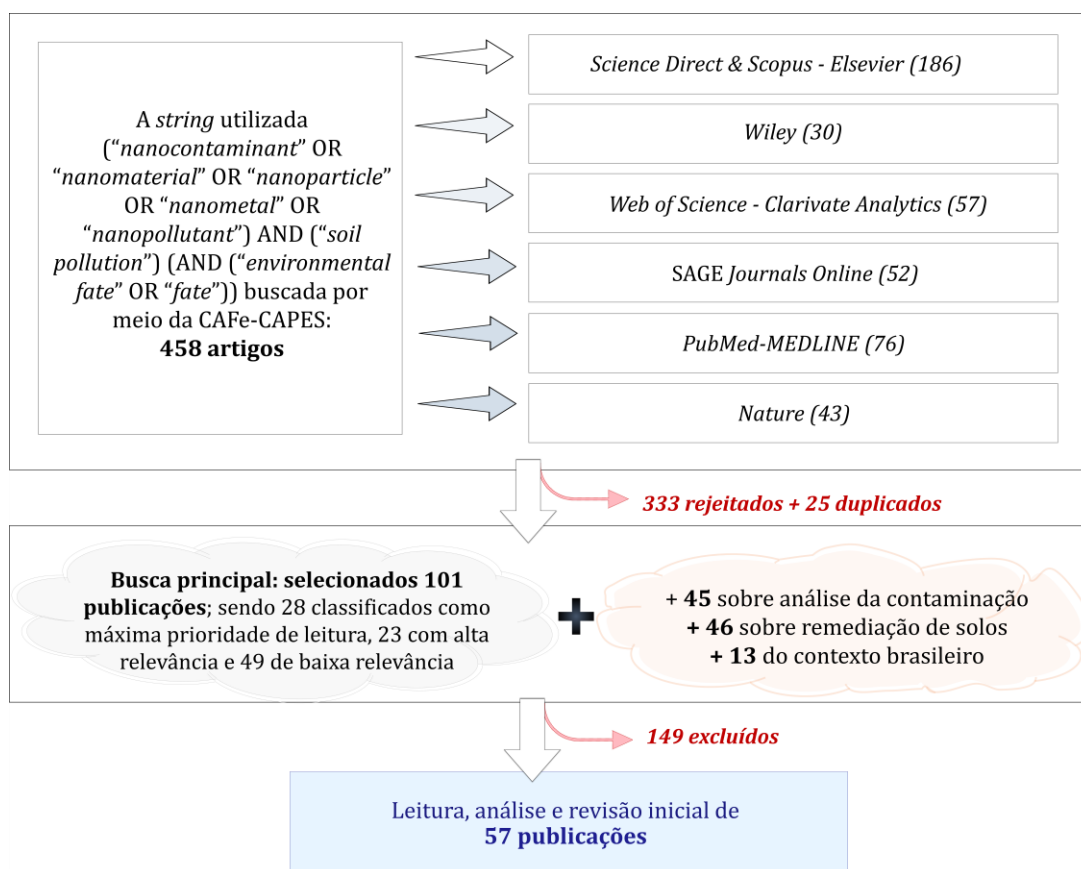 A string utilizada
(“nanocontaminant” OR
“nanomaterial” OR “nanoparticle”
OR “nanometal” OR
“nanopollutant”) AND (“soil
pollution”) (AND (“environmental
fate” OR “fate”)) buscada por
meio da CAFe-CAPES:
458 artigos
Science Direct & Scopus - Elsevier (186)
Wiley (30)
Web of Science - Clarivate Analytics (57)
SAGE Journals Online (52)
PubMed-MEDLINE (76)
Nature (43)
333 rejeitados + 25 duplicados
Busca principal: selecionados 101
publicações; sendo 28 classificados como
máxima prioridade de leitura, 23 com alta
relevância e 49 de baixa relevância
+ 45 sobre análise da contaminação
+ 46 sobre remediação de solos
+ 13 do contexto brasileiro
149 excluídos
Leitura, análise e revisão inicial de
57 publicações